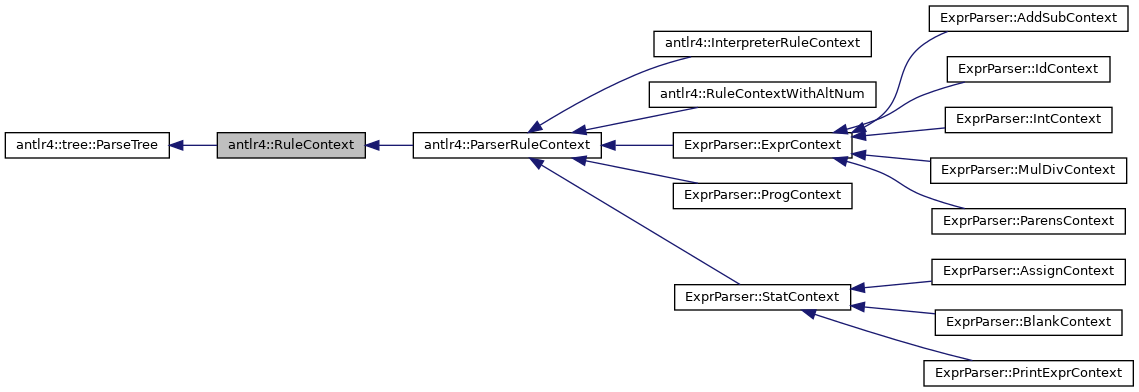 ExprParser::AddSubContext
antlr4::InterpreterRuleContext
ExprParser::IdContext
antlr4::RuleContextWithAltNum
ExprParser::IntContext
antlr4::tree::ParseTree
antlr4::RuleContext
antlr4::ParserRuleContext
ExprParser::ExprContext
ExprParser::MulDivContext
ExprParser::ProgContext
ExprParser::ParensContext
ExprParser::AssignContext
ExprParser::StatContext
ExprParser::BlankContext
ExprParser::PrintExprContext